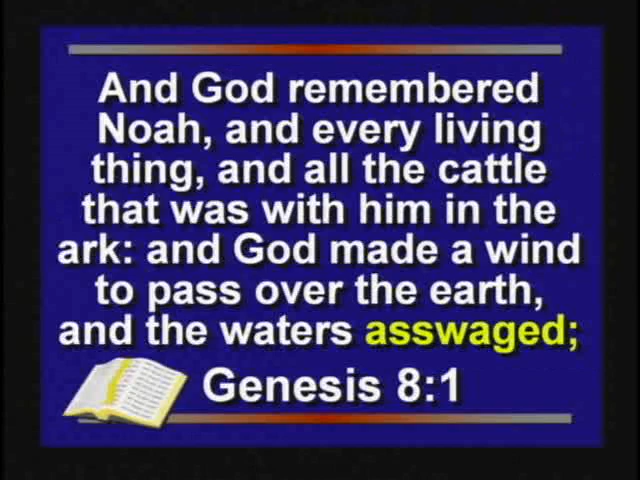 And God remembered
Noah, and every living
thing, and all the cattle
that was with him in the
ark: and God made a wind
to pass over the earth,
and the waters asswaged;
Genesis 8:1